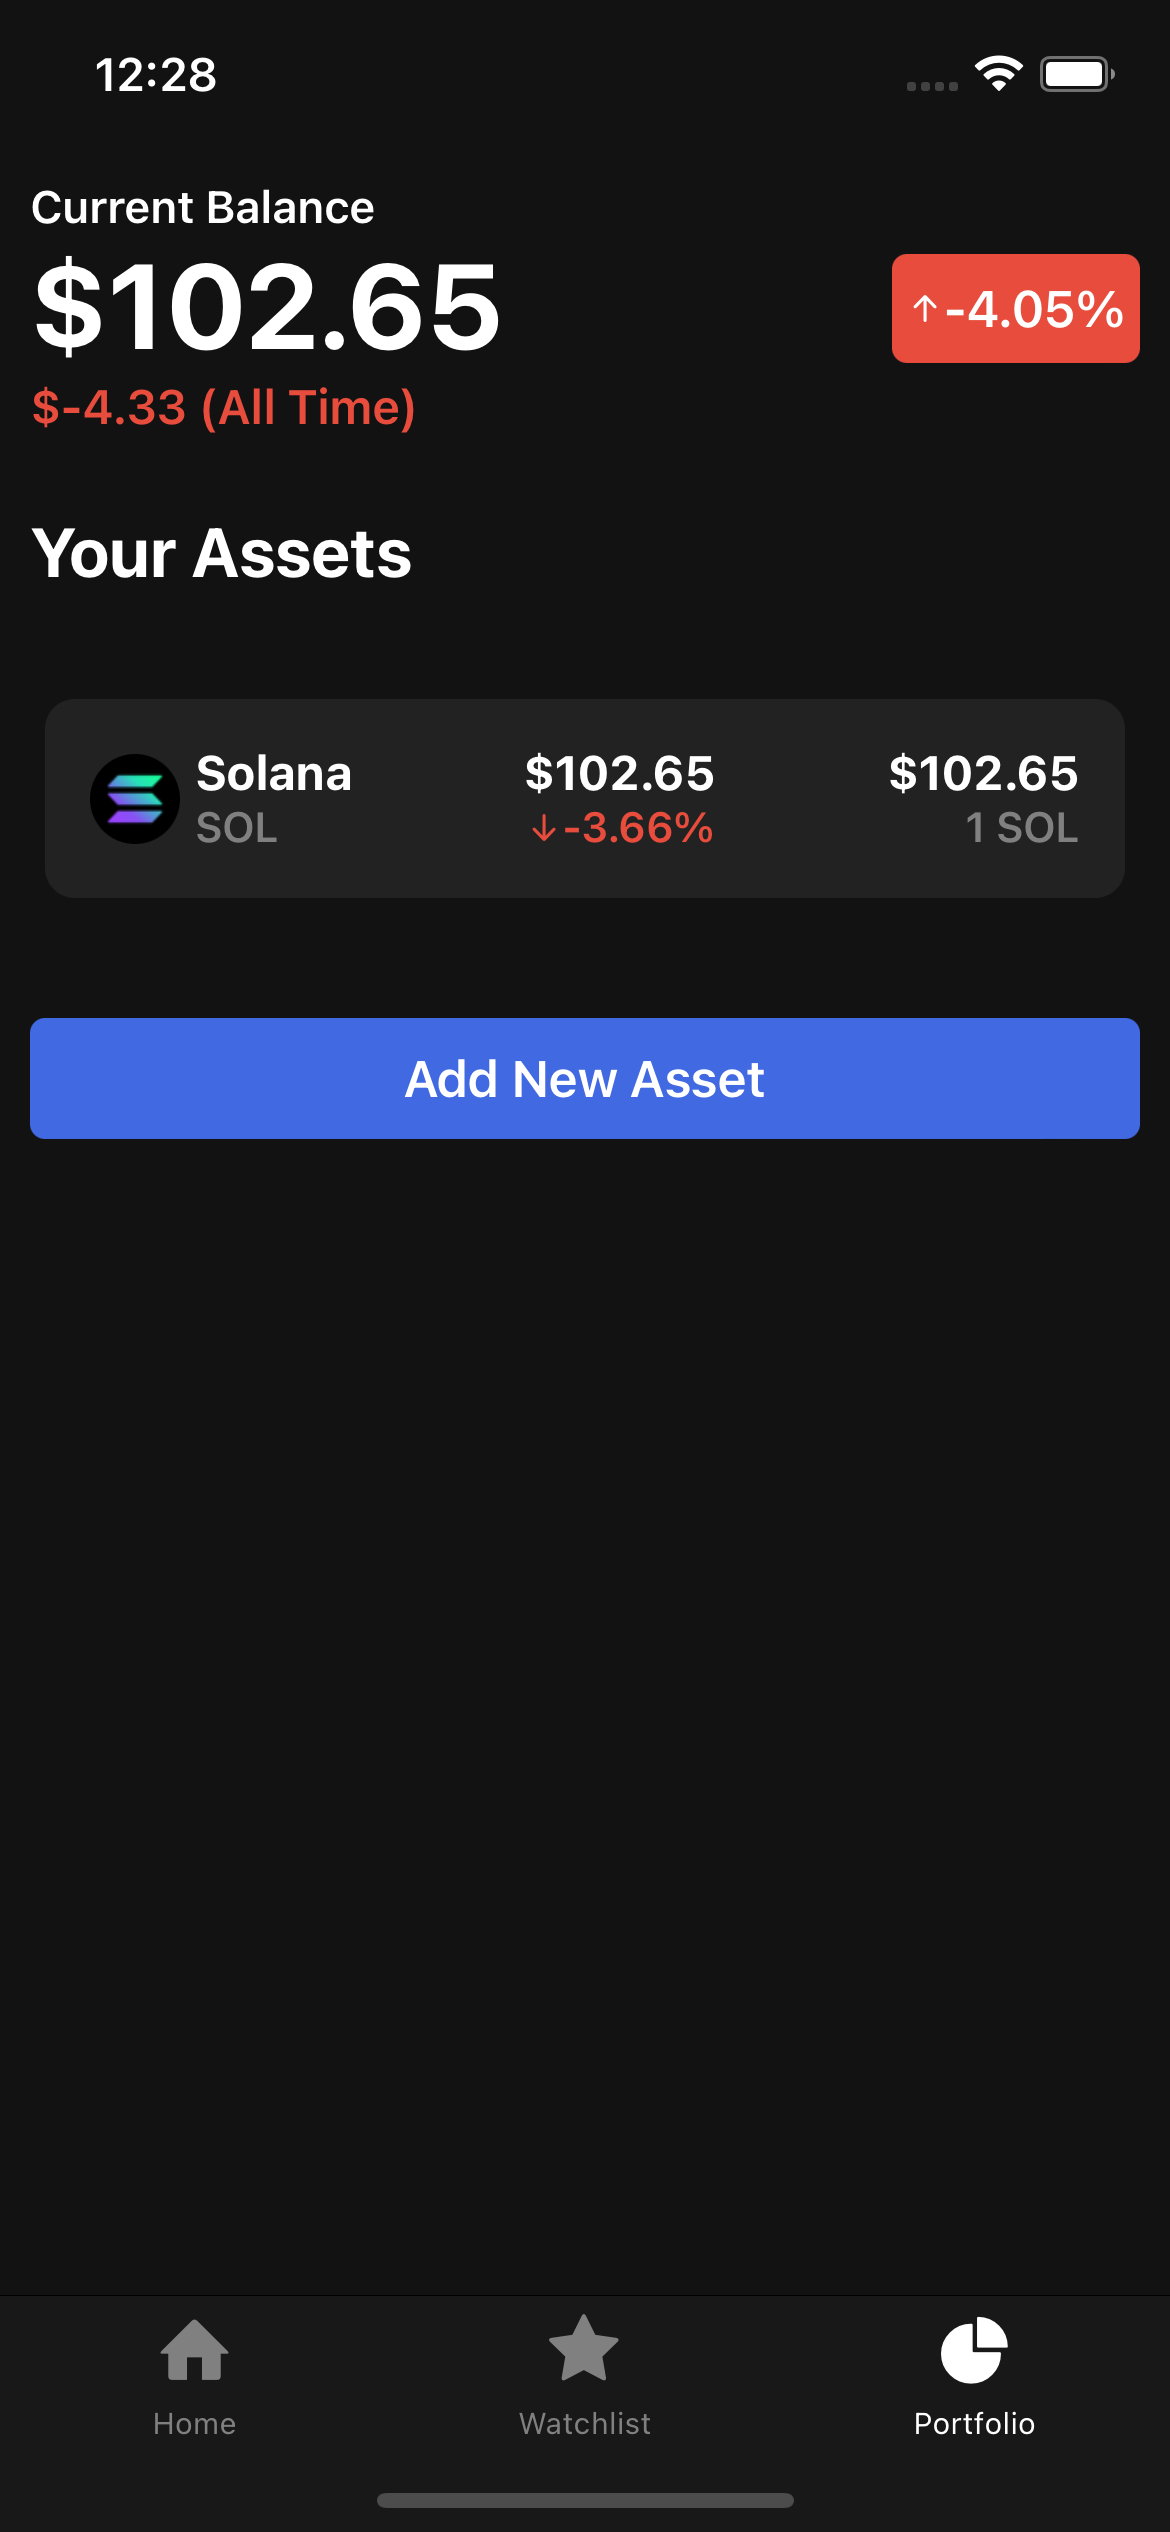 12:28
Current Balance
$102.65
↑-4.05%
$-4.33 (All Time)
Your Assets
Solana $102.65 $102.65
SOL ↓-3.66% 1 SOL
Add New Asset
Home Watchlist Portfolio